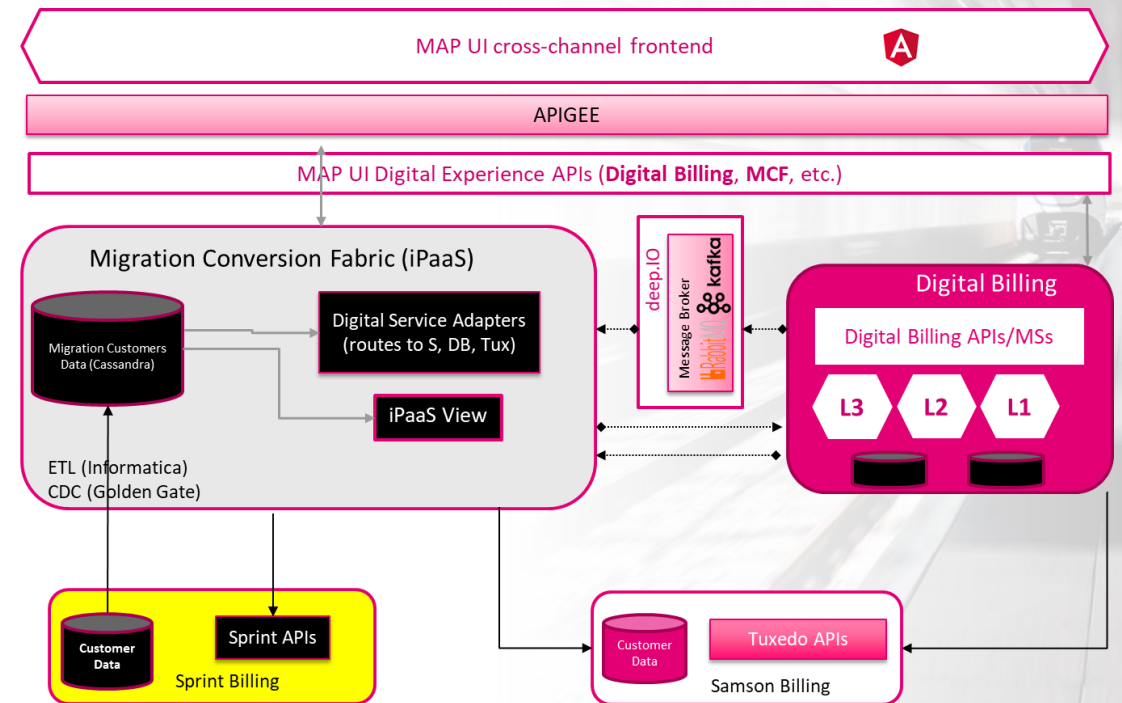 MAP UI cross-channel frontend
A
APIGEE
MAP UI Digital Experience APIs (Digital Billing, MCF, etc.)
Migration Conversion Fabric (iPaaS)
Migration Customers
Data (Cassandra)
Digital Service Adapters
(routes to S, DB, Tux)
iPaaS View
ETL (Informatica)
CDC (Golden Gate)
deep.IO
Message Broker
RabbitMQ
kafka
Digital Billing
Digital Billing APIs/MSs
L3
L2
L1
Customer
Data
Sprint APIs
Sprint Billing
Customer
Data
Tuxedo APIs
Samson Billing